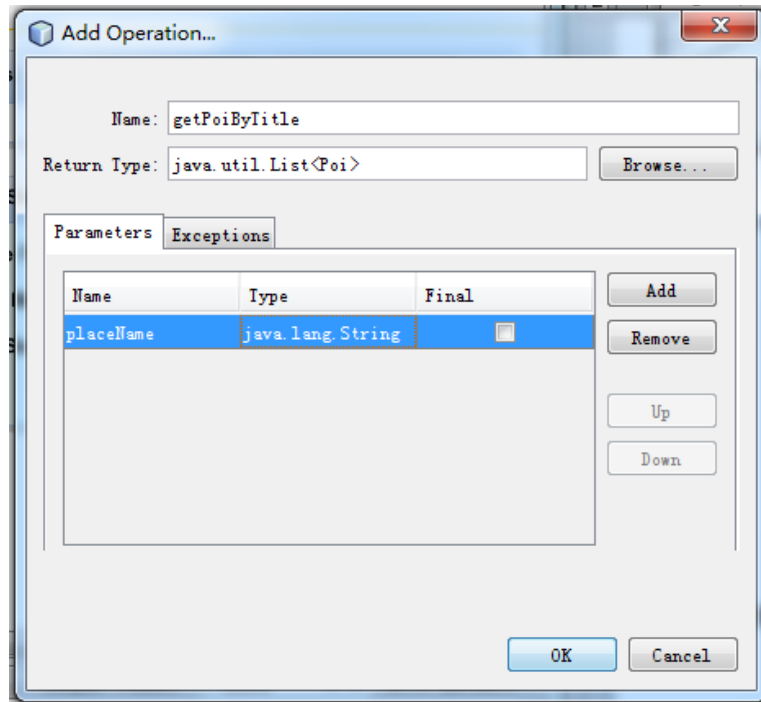 Add Operation...
Name: getPoiByTitle
Return Type: java.util.List<Poi> Browse...
Parameters Exceptions
Name Type Final Add
placeName java.lang.String Remove
Up
Down
OK Cancel